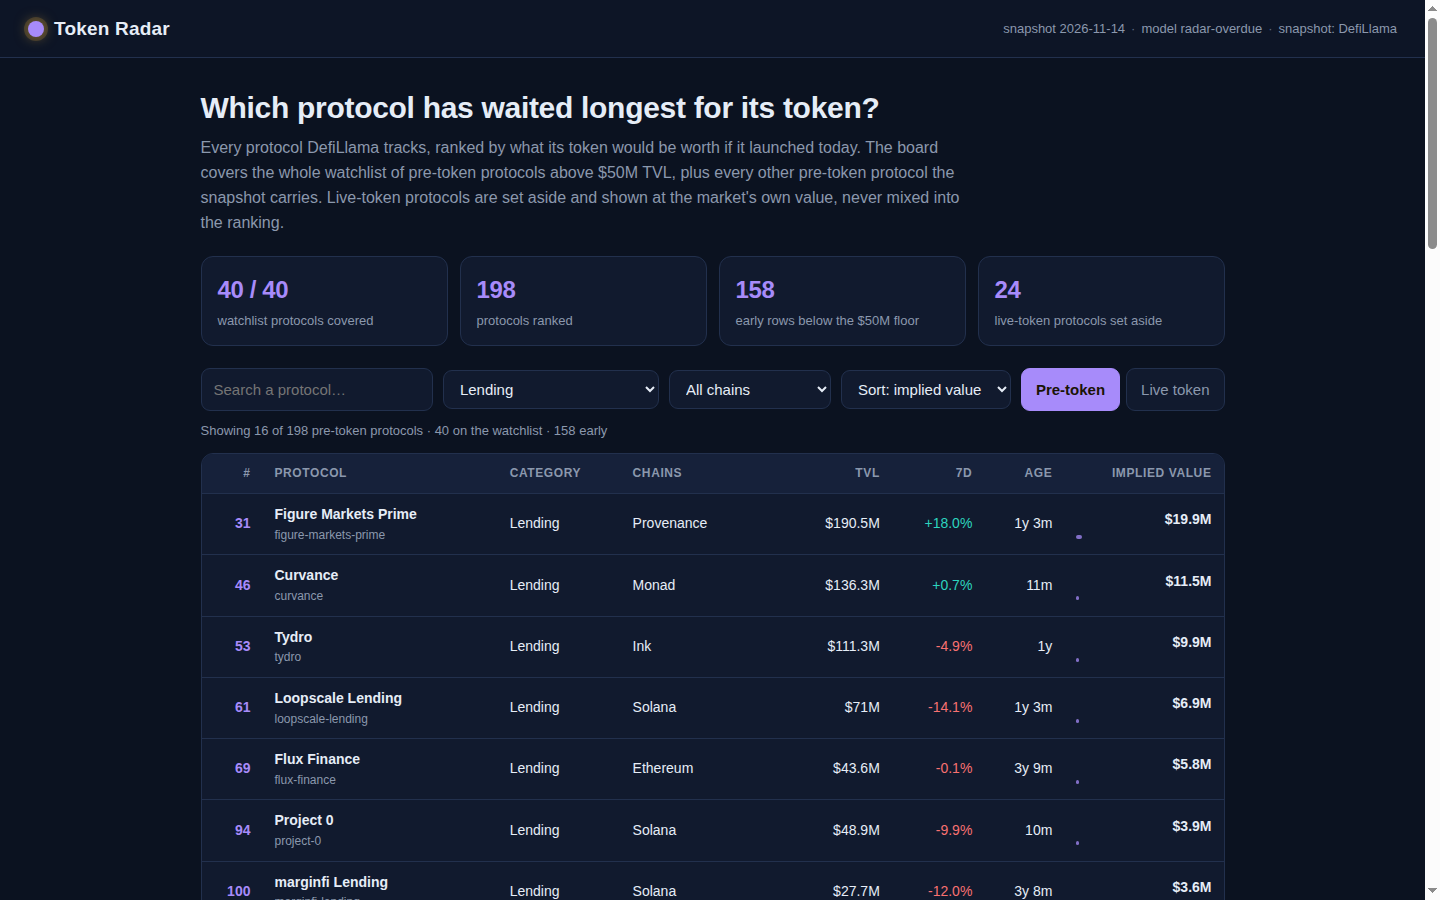 Token Radar
snapshot 2026-11-14 · model radar-overdue · snapshot: DefiLlama
Which protocol has waited longest for its token?
Every protocol DefiLlama tracks, ranked by what its token would be worth if it launched today. The board
covers the whole watchlist of pre-token protocols above $50M TVL, plus every other pre-token protocol the
snapshot carries. Live-token protocols are set aside and shown at the market's own value, never mixed into
the ranking.
40 / 40
watchlist protocols covered
198
protocols ranked
158
early rows below the $50M floor
24
live-token protocols set aside
Search a protocol… Lending All chains Sort: implied value Pre-token Live token
Showing 16 of 198 pre-token protocols · 40 on the watchlist · 158 early
# PROTOCOL CATEGORY CHAINS TVL 7D AGE IMPLIED VALUE
31 Figure Markets Prime Lending Provenance $190.5M +18.0% 1y 3m $19.9M
figure-markets-prime
46 Curvance Lending Monad $136.3M +0.7% 11m $11.5M
curvance
53 Tydro Lending Ink $111.3M -4.9% 1y $9.9M
tydro
61 Loopscale Lending Lending Solana $71M -14.1% 1y 3m $6.9M
loopscale-lending
69 Flux Finance Lending Ethereum $43.6M -0.1% 3y 9m $5.8M
flux-finance
94 Project 0 Lending Solana $48.9M -9.9% 10m $3.9M
project-0
100 marginfi Lending Lending Solana $27.7M -12.0% 3y 8m $3.6M